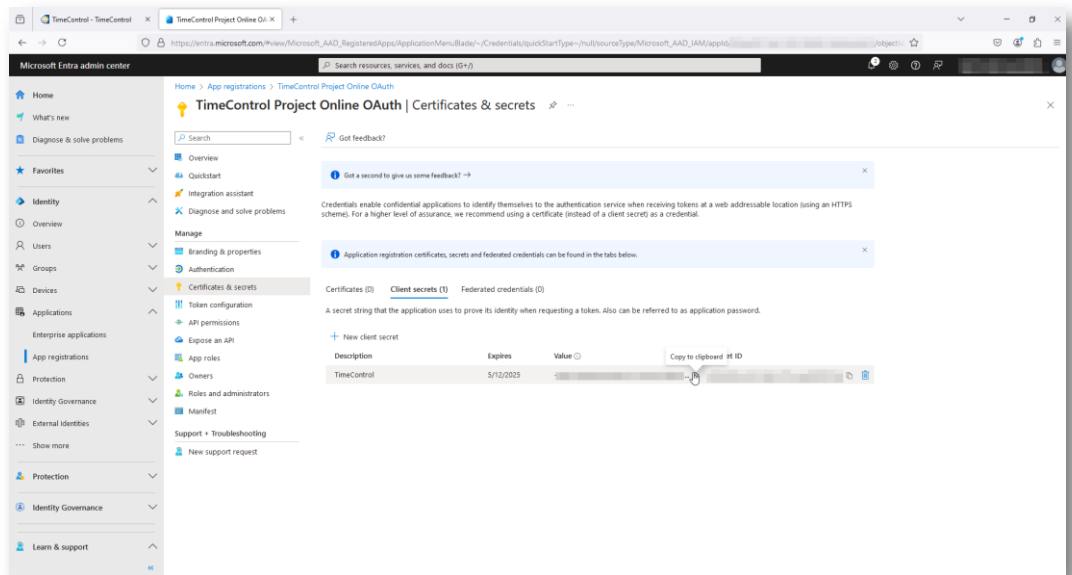 TimeControl - TimeControl
TimeControl Project Online OA
https://entra.microsoft.com/#view/Microsoft_AAD_RegisteredApps/ApplicationMenuBlade/~/Credentials/quickStartType~/null/sourceType/Microsoft_AAD_IAM/appId /objectI
Microsoft Entra admin center
Search resources, services, and docs (G+/)
Home > App registrations > TimeControl Project Online OAuth
TimeControl Project Online OAuth | Certificates & secrets
Home
What's new
Diagnose & solve problems
Favorites
Identity
Overview
Users
Groups
Devices
Applications
Enterprise applications
App registrations
Protection
Identity Governance
External Identities
Show more
Protection
Identity Governance
Learn & support
Search
Overview
Quickstart
Integration assistant
Diagnose and solve problems
Manage
Branding & properties
Authentication
Certificates & secrets
Token configuration
API permissions
Expose an API
App roles
Owners
Roles and administrators
Manifest
Support + Troubleshooting
New support request
Got feedback?
Got a second to give us some feedback? →
Credentials enable confidential applications to identify themselves to the authentication service when receiving tokens at a web addressable location (using an HTTPS
scheme). For a higher level of assurance, we recommend using a certificate (instead of a client secret) as a credential.
Application registration certificates, secrets and federated credentials can be found in the tabs below.
Certificates (0) Client secrets (1) Federated credentials (0)
A secret string that the application uses to prove its identity when requesting a token. Also can be referred to as application password.
New client secret
Description Expires Value Copy to clipboard et ID
TimeControl 5/12/2025